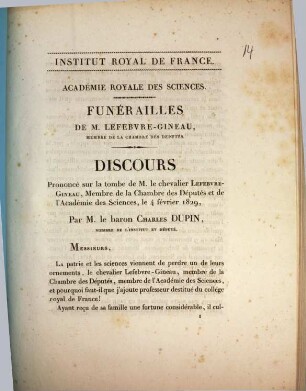 14
INSTITUT ROYAL DE FRANCE.
ACADÉMIE ROYALE DES SCIENCES.
FUNÉRAILLES
DE M. LEFEBVRE-GINEAU,
MEMBRE DE LA CHAMBRE DES DÉPUTÉS.
DISCOURS
Prononcé sur la tombe de M. le chevalier LEFEBVRE-
GINEAU, Membre de la Chambre des Députés et de
l'Académie des Sciences, le 4 février 1829,
Par M. le baron CHARLES DUPIN,
MEMBRE DE L'INSTITUT ET DÉPUTÉ.
MESSIEURS,
La patrie et les sciences viennent de perdre un de leurs
ornements, le chevalier Lefebvre-Gineau, membre de la
Chambre des Députés, membre de l'Académie des Sciences,
et pourquoi faut-il que j'ajoute professeur destitué du collége
royal de France!
Ayant reçu de sa famille une fortune considérable, il cul-